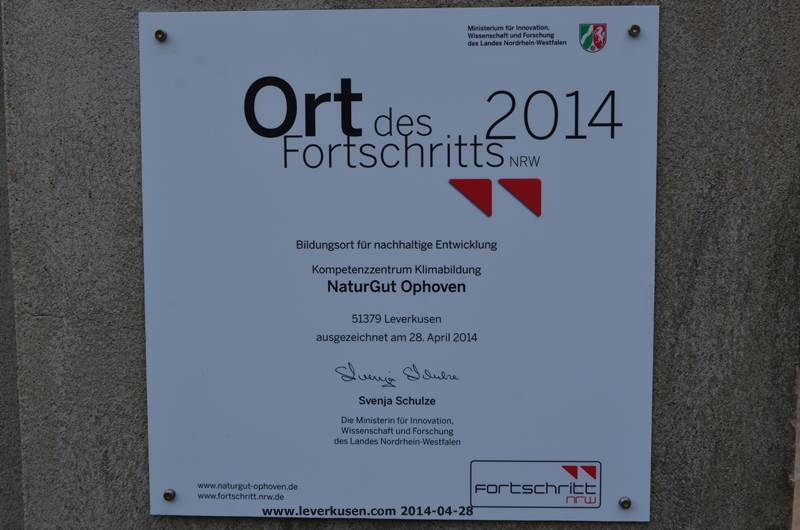 Ministerium für Innovation,
Wissenschaft und Forschung
des Landes Nordrhein-Westfalen
Ort des 2014
Fortschritts NRW
Bildungsort für nachhaltige Entwicklung
Kompetenzzentrum Klimabildung
NaturGut Ophoven
51379 Leverkusen
ausgezeichnet am 28. April 2014
Svenja Schulze
Svenja Schulze
Die Ministerin für Innovation,
Wissenschaft und Forschung
des Landes Nordrhein-Westfalen
www.naturgut-ophoven.de
www.fortschritt.nrw.de
fortschritt
nrw
www.leverkusen.com 2014-04-28